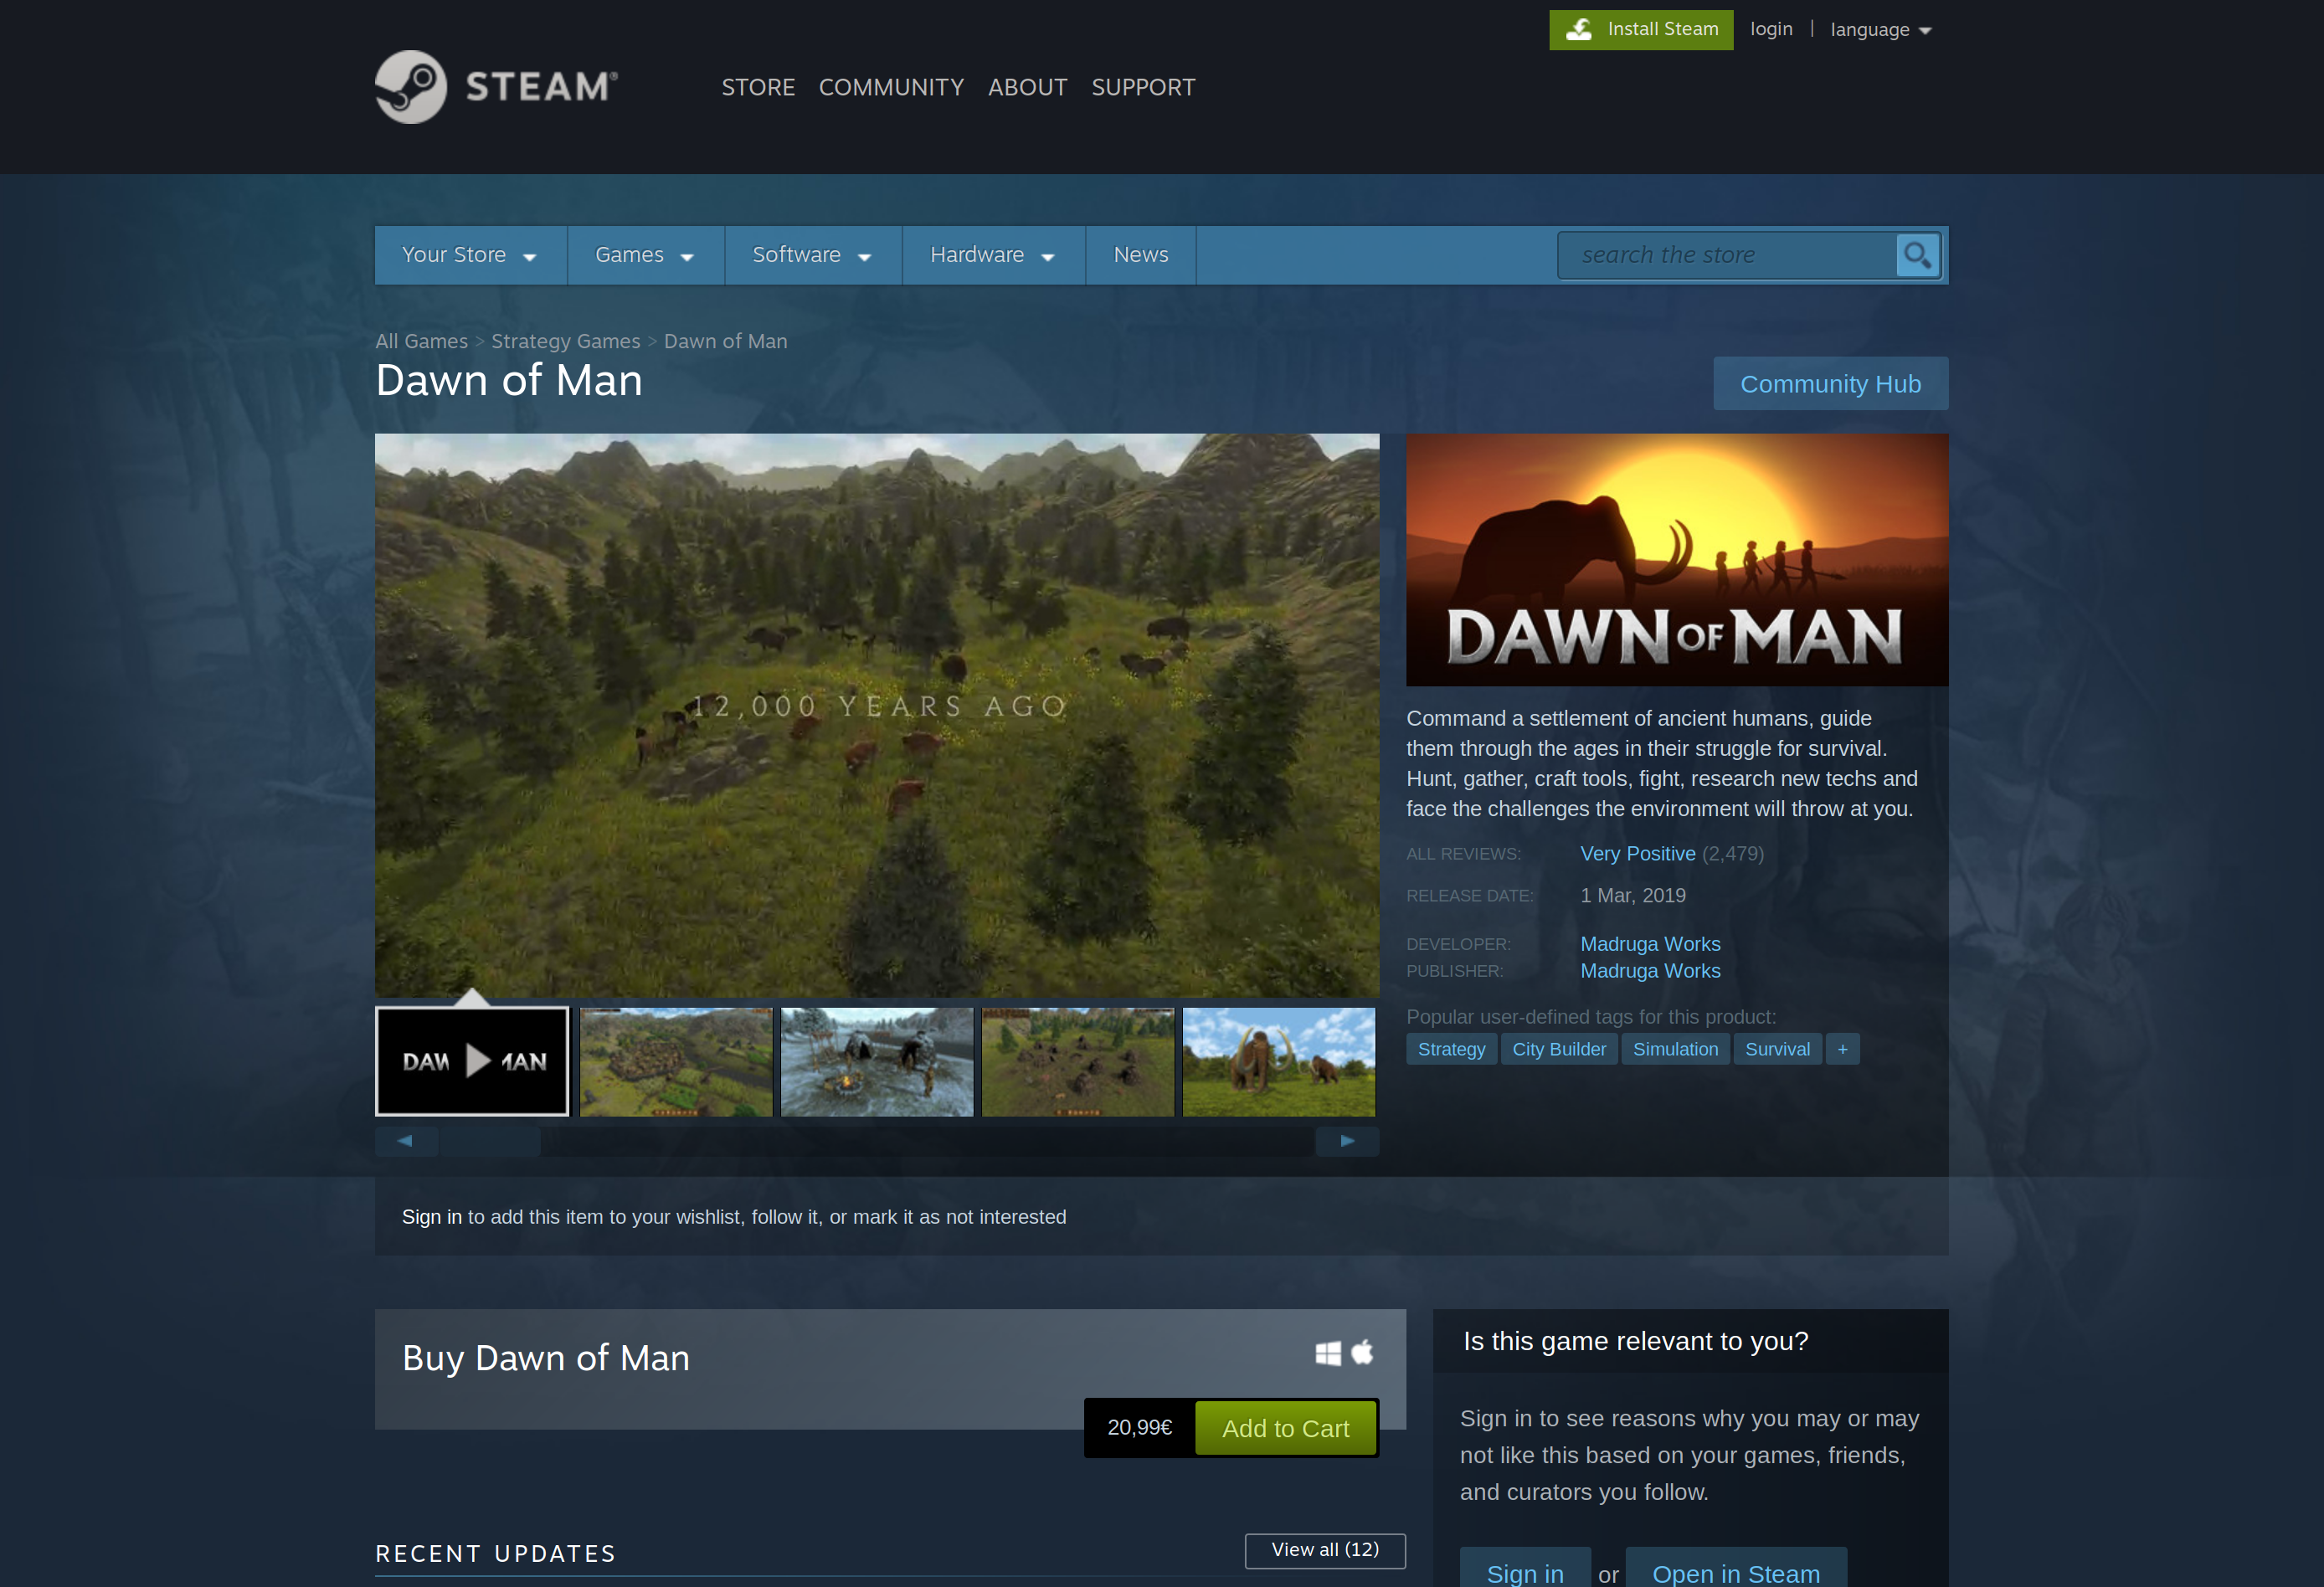 Install Steam
login | language
STEAM®
STORE COMMUNITY ABOUT SUPPORT
Your Store Games Software Hardware News
search the store
All Games > Strategy Games > Dawn of Man
Dawn of Man
Community Hub
12,000 YEARS AGO
DAWN OF MAN
Command a settlement of ancient humans, guide
them through the ages in their struggle for survival.
Hunt, gather, craft tools, fight, research new techs and
face the challenges the environment will throw at you.
ALL REVIEWS: Very Positive (2,479)
RELEASE DATE: 1 Mar, 2019
DEVELOPER: Madruga Works
PUBLISHER: Madruga Works
Popular user-defined tags for this product:
Strategy City Builder Simulation Survival +
DAW MAN
Sign in to add this item to your wishlist, follow it, or mark it as not interested
Buy Dawn of Man
20,99€ Add to Cart
Is this game relevant to you?
Sign in to see reasons why you may or may
not like this based on your games, friends,
and curators you follow.
Sign in or Open in Steam
RECENT UPDATES
View all (12)